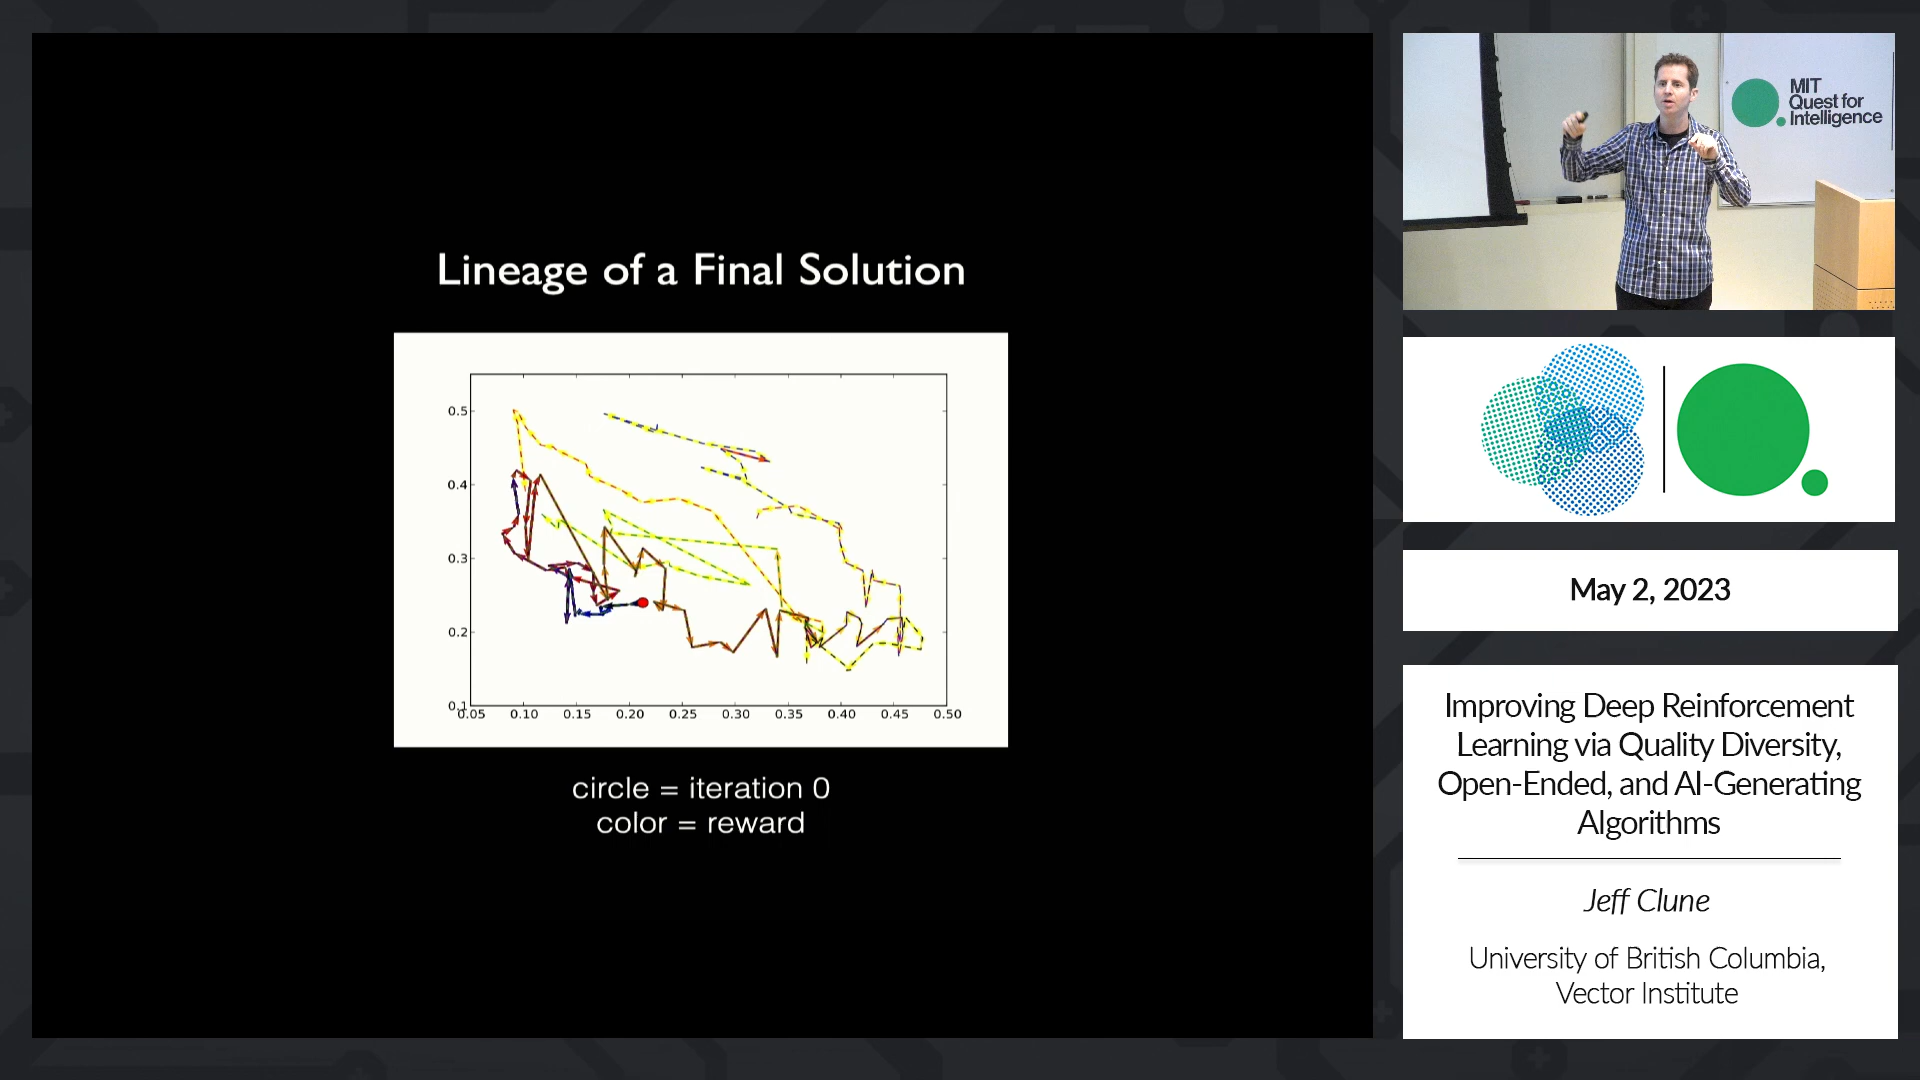 Lineage of a Final Solution
0.5
0.4
0.3
0.2
0.1
0.05 0.10 0.15 0.20 0.25 0.30 0.35 0.40 0.45 0.50
circle = iteration 0
color = reward
MIT
Quest for
Intelligence
May 2, 2023
Improving Deep Reinforcement
Learning via Quality Diversity,
Open-Ended, and AI-Generating
Algorithms
Jeff Clune
University of British Columbia,
Vector Institute